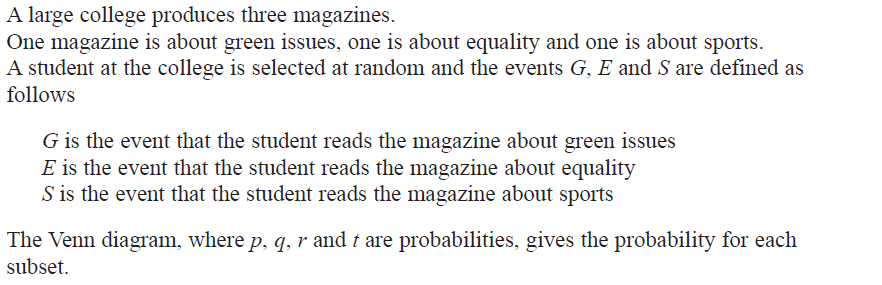 A large college produces three magazines.
One magazine is about green issues, one is about equality and one is about sports.
A student at the college is selected at random and the events G, E and S are defined as
follows
G is the event that the student reads the magazine about green issues
E is the event that the student reads the magazine about equality
S is the event that the student reads the magazine about sports
The Venn diagram, where p, q, r and t are probabilities, gives the probability for each
subset.